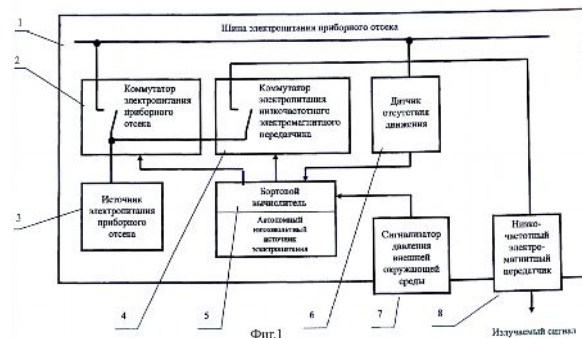 1
Шина электропитания приборного отсека
2
Коммутатор
электропитания
приборного
отсека
Коммутатор
электропитания
низкочастотного
электромагнитного
передатчика
Датчик
отсутствия
движения
3
Источник
электропитания
приборного
отсека
Бортовой
вычислитель
Автономный
низковольтный
источник
электропитания
Сигнализатор
давления
внешней
окружающей
среды
Низко-
частотный
электро-
магнитный
передатчик
4
5
6
7
8
Фиг.1
Излучаемый сигнал